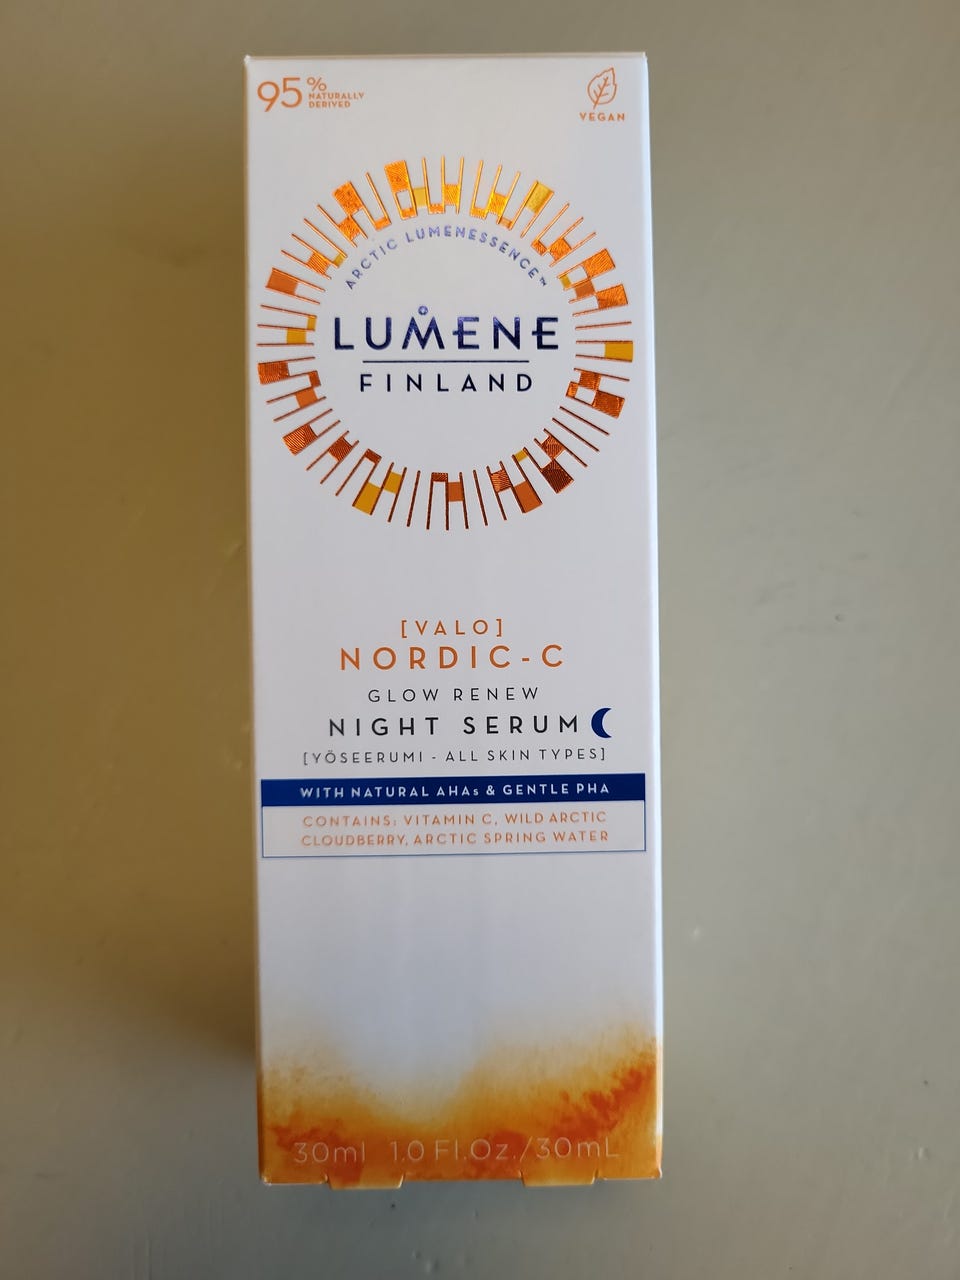 95%
NATURALLY
DERIVED
VEGAN
ARCTIC LUMENESSENCE™
LUMENE
FINLAND
[VALO]
NORDIC-C
GLOW RENEW
NIGHT SERUM
[YÖSEERUMI - ALL SKIN TYPES]
WITH NATURAL AHAs & GENTLE PHA
CONTAINS: VITAMIN C, WILD ARCTIC
CLOUDBERRY, ARCTIC SPRING WATER
30ml 1.0 Fl.Oz./30mL